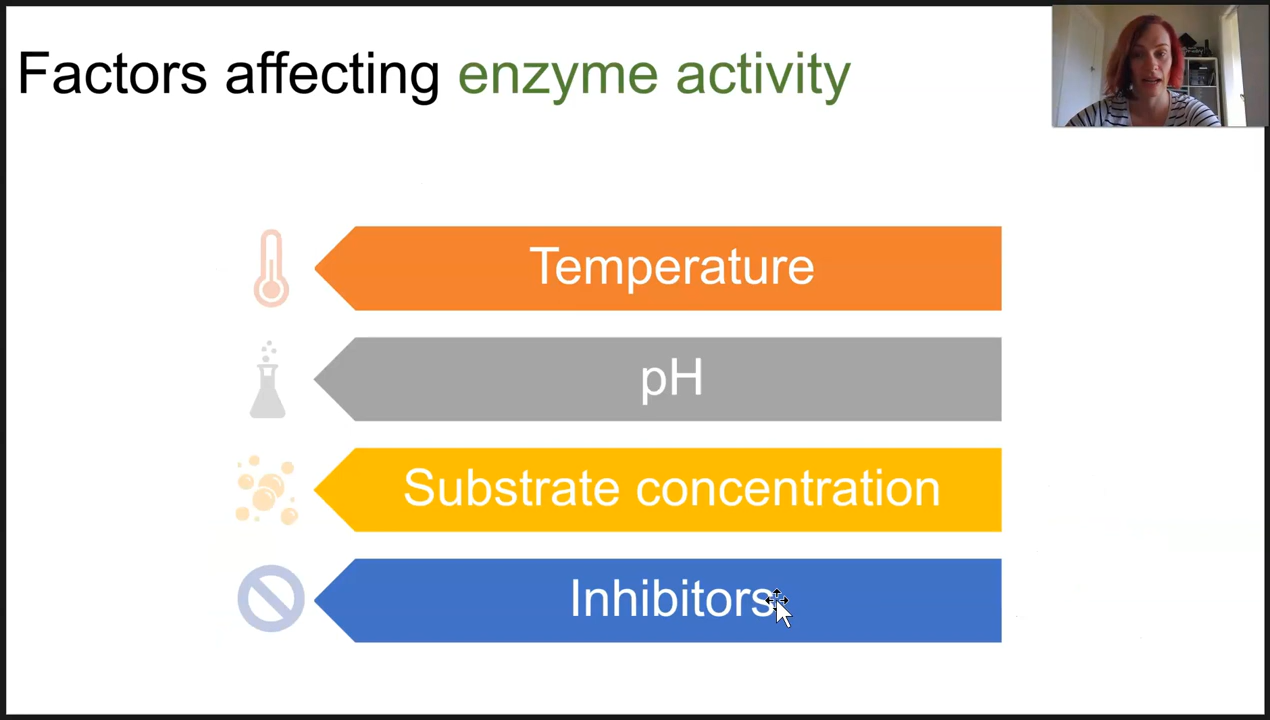 Factors affecting enzyme activity
Temperature
pH
Substrate concentration
Inhibitors